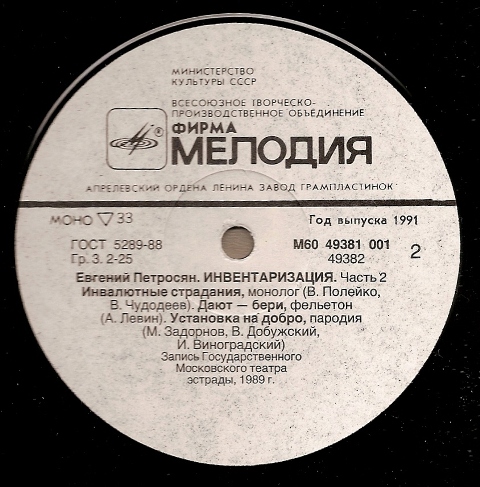 МИНИСТЕРСТВО
КУЛЬТУРЫ СССР
ВСЕСОЮЗНОЕ ТВОРЧЕСКО-
ПРОИЗВОДСТВЕННОЕ ОБЪЕДИНЕНИЕ
®
ФИРМА
МЕЛОДИЯ
АПРЕЛЕВСКИЙ ОРДЕНА ЛЕНИНА ЗАВОД ГРАМПЛАСТИНОК
МОНО ▽ 33
Год выпуска 1991
ГОСТ 5289-88
М60 49381 001
Гр. 3. 2-25
49382
2
Евгений Петросян. ИНВЕНТАРИЗАЦИЯ. Часть 2
Инвалютные страдания, монолог (В. Полейко,
В. Чудодеев). Дают – бери, фельетон
(А. Левин). Установка на добро, пародия
(М. Задорнов, В. Добужский,
И. Виноградский)
Запись Государственного
Московского театра
эстрады, 1989 г.